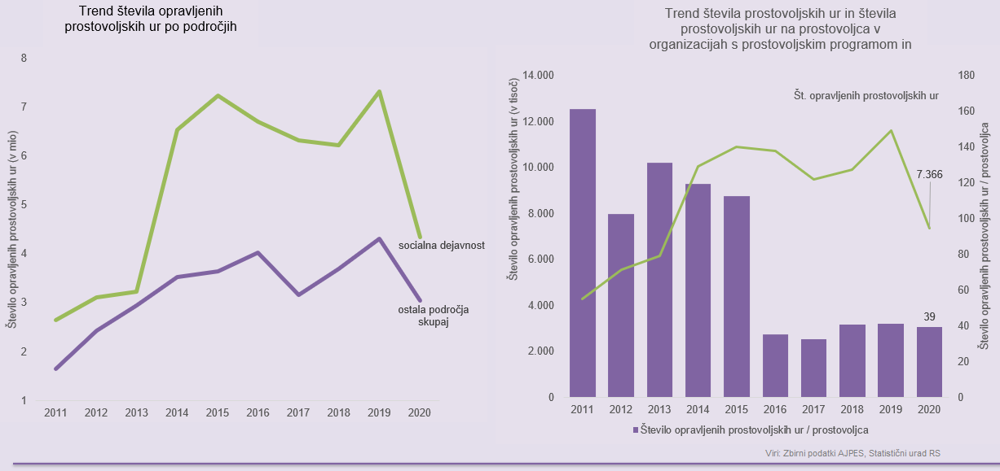 Trend števila opravljenih
prostovoljskih ur po področjih
Število opravljenih prostovoljskih ur (v mio)
8
7
6
5
4
3
2
1
socialna dejavnost
ostala področja
skupaj
2011 2012 2013 2014 2015 2016 2017 2018 2019 2020
Trend števila prostovoljskih ur in števila
prostovoljskih ur na prostovoljca v
organizacijah s prostovoljskim programom in
Število opravljenih prostovoljskih ur (v tisoč)
14.000
12.000
10.000
8.000
6.000
4.000
2.000
0
Št. opravljenih prostovoljskih ur
7.366
39
180
160
140
120
100
80
60
40
20
0
Število opravljenih prostovoljskih ur / prostovoljca
2011 2012 2013 2014 2015 2016 2017 2018 2019 2020
Število opravljenih prostovoljskih ur / prostovoljca
Viri: Zbirni podatki AJPES, Statistični urad RS